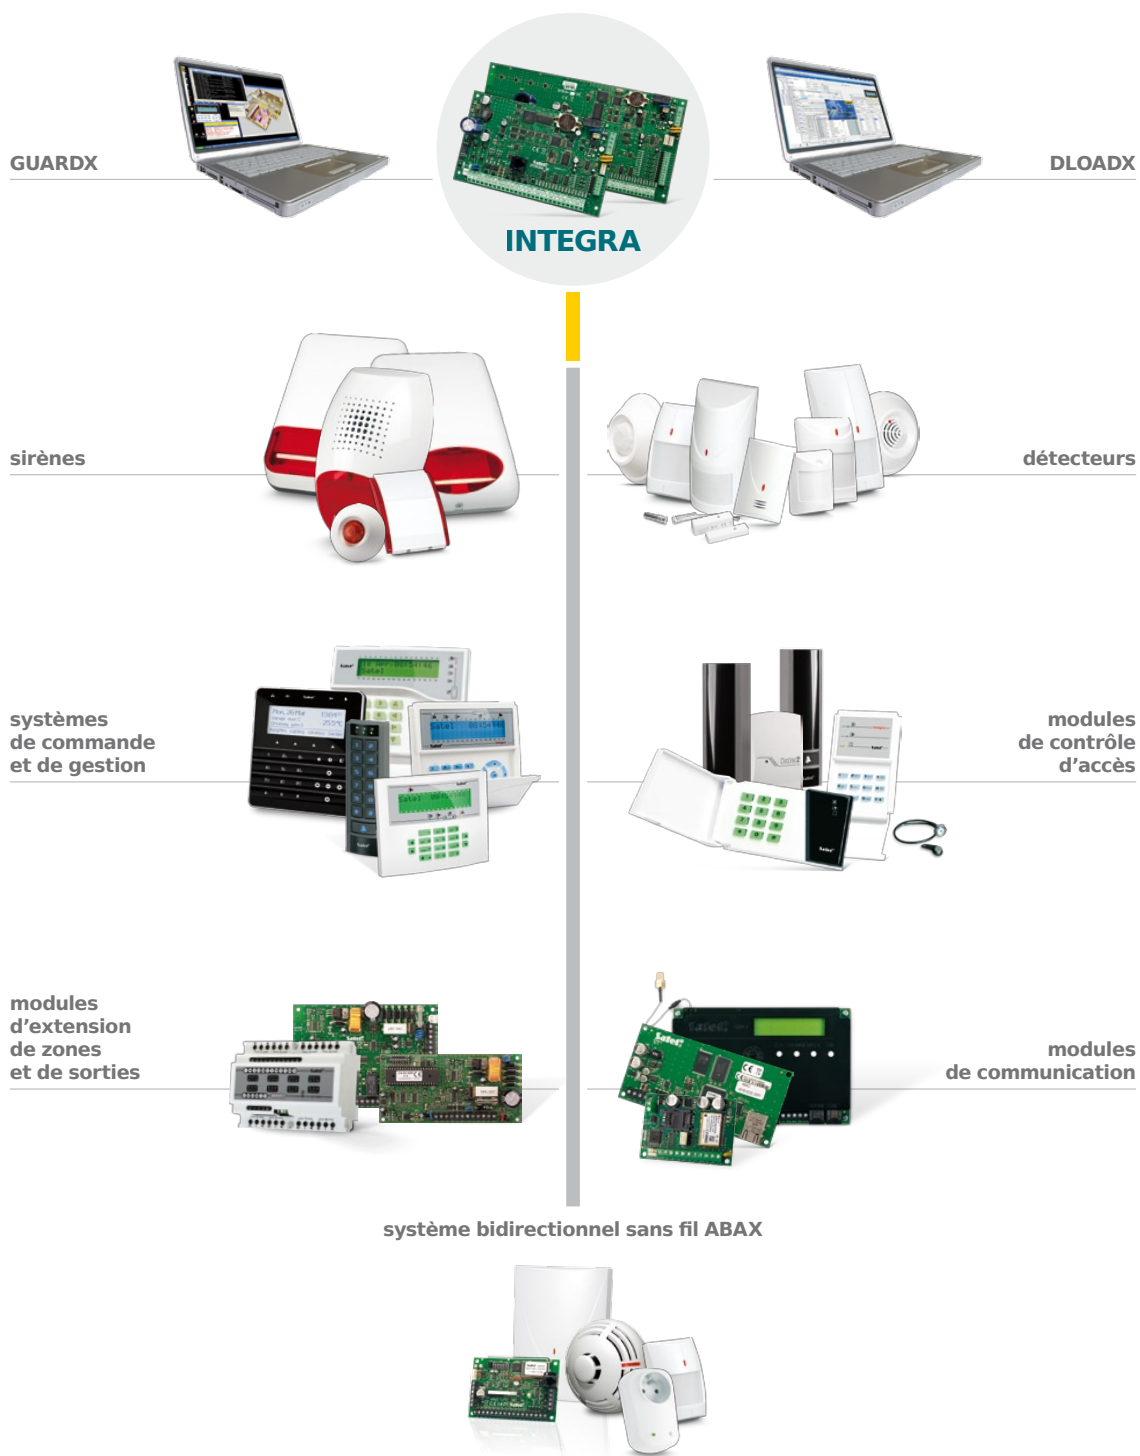 GUARDX
INTEGRA
DLOADX
sirènes
détecteurs
systèmes
de commande
et de gestion
modules
de contrôle
d'accès
modules
d'extension
de zones
et de sorties
modules
de communication
système bidirectionnel sans fil ABAX